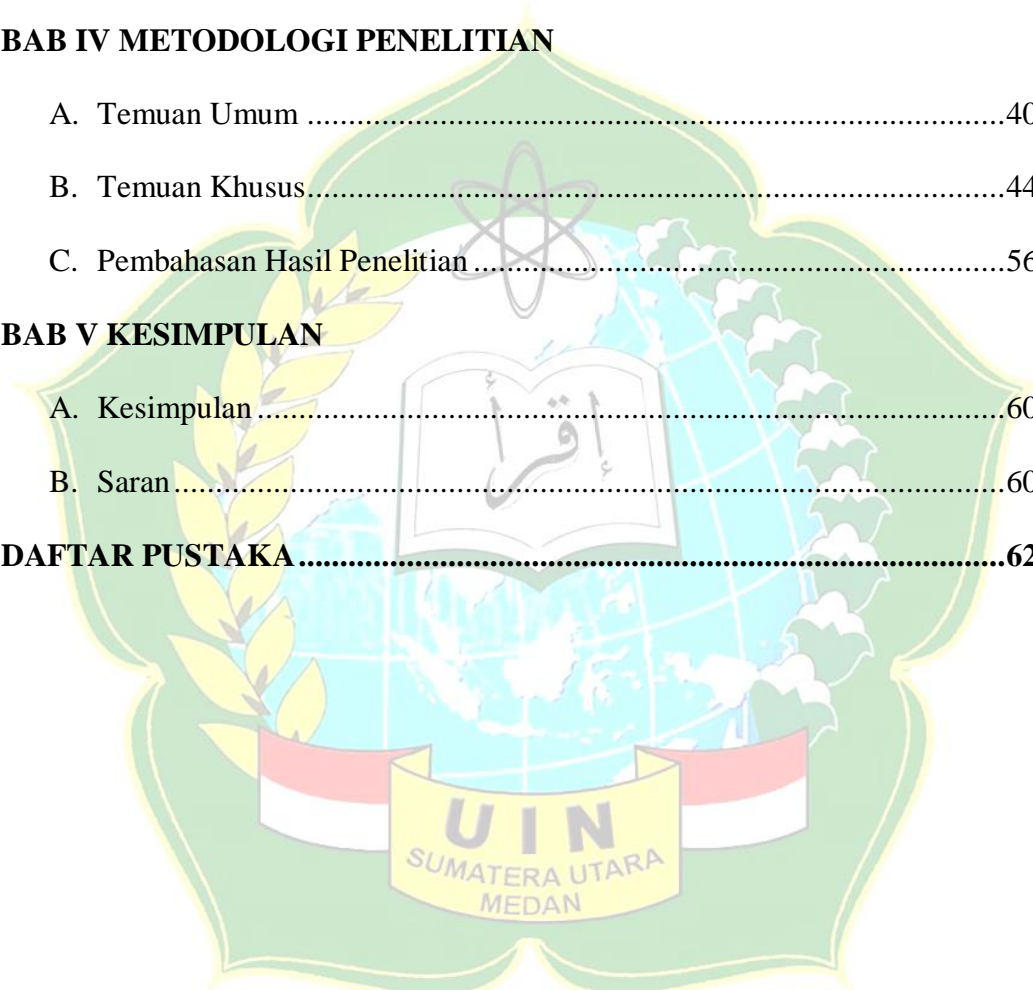 BAB IV METODOLOGI PENELITIAN
A. Temuan Umum ......................................................................................40
B. Temuan Khusus......................................................................................44
C. Pembahasan Hasil Penelitian .................................................................56
BAB V KESIMPULAN
A. Kesimpulan ............................................................................................60
B. Saran.......................................................................................................60
DAFTAR PUSTAKA ......................................................................................62
إقرأ
UIN
SUMATERA UTARA
MEDAN